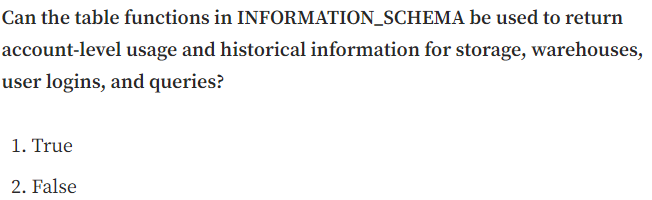 Can the table functions in INFORMATION_SCHEMA be used to return
account-level usage and historical information for storage, warehouses,
user logins, and queries?
1. True
2. False